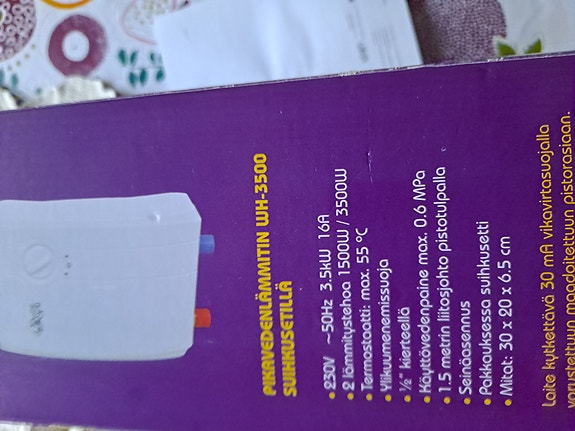 PIKAVEDENLÄMMITIN WH-3500
SUIHKUSETILLÄ
• 230V ~50Hz 3.5kW 16A
• 2 lämmitystehoa 1500W / 3500W
• Termostaatti: max. 55 °C
• Ylikuumenemissuoja
• ½" kierteellä
• Käyttövedenpaine max. 0.6 MPa
• 1.5 metrin liitosjohto pistotulpalla
• Seinäasennus
• Pakkauksessa suihkusetti
• Mitat: 30 x 20 x 6.5 cm
Laite kytkettävä 30 mA vikavirtasuojalla
varustettuun maadoitettuun pistorasiaan.